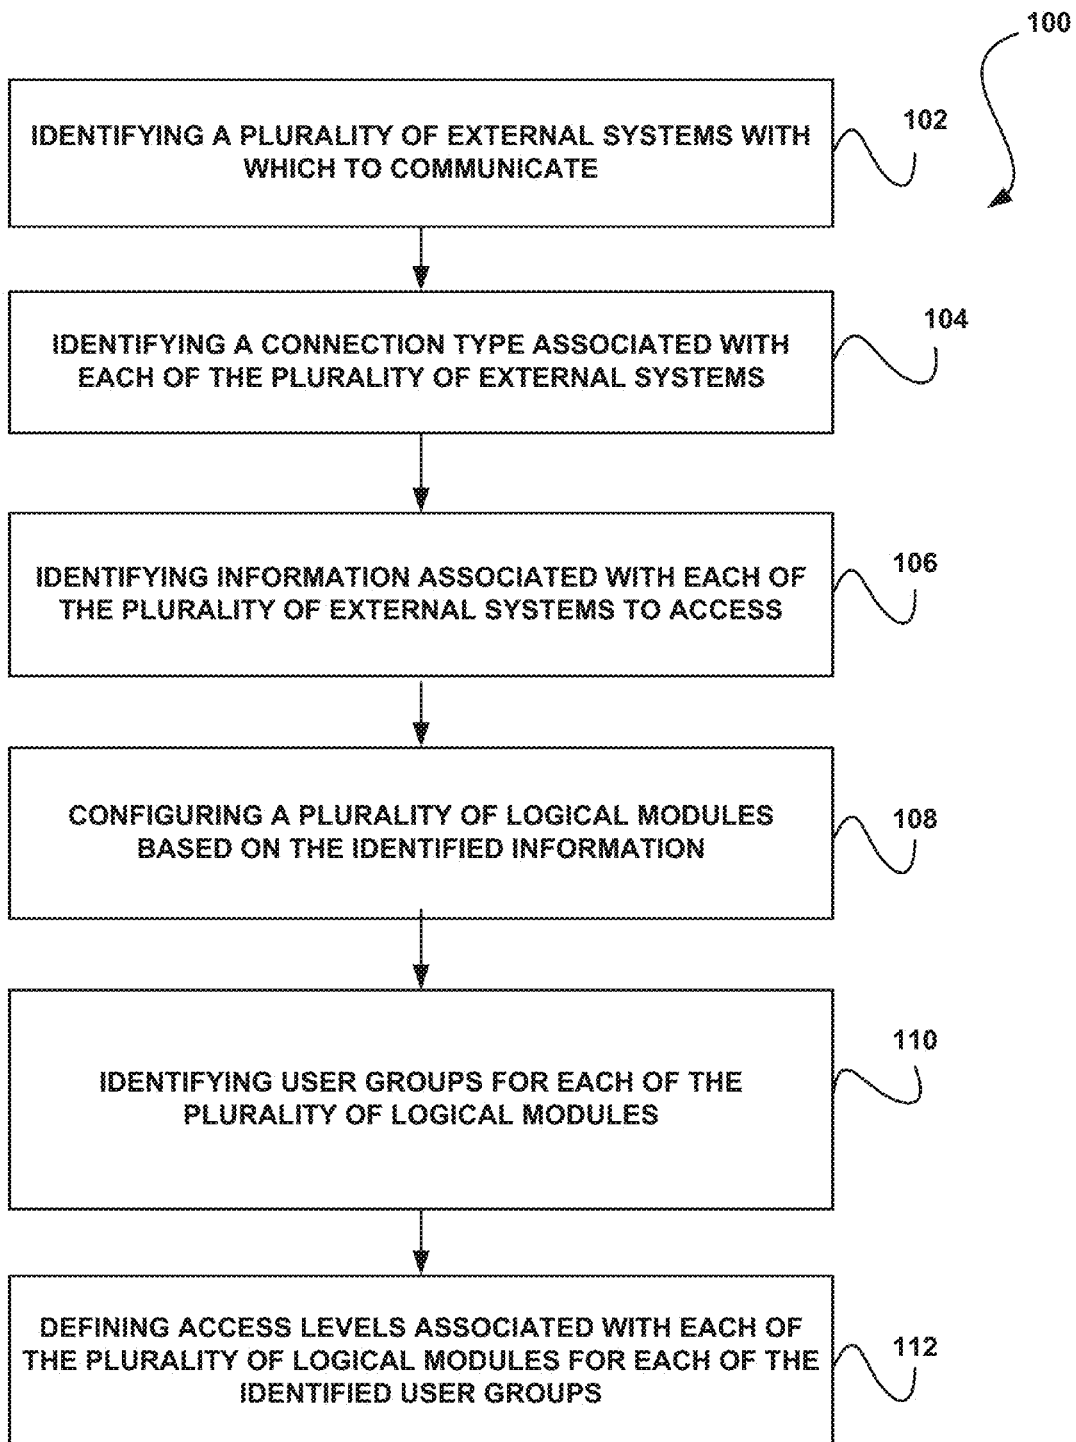 100
IDENTIFYING A PLURALITY OF EXTERNAL SYSTEMS WITH
WHICH TO COMMUNICATE
102
IDENTIFYING A CONNECTION TYPE ASSOCIATED WITH
EACH OF THE PLURALITY OF EXTERNAL SYSTEMS
104
IDENTIFYING INFORMATION ASSOCIATED WITH EACH OF
THE PLURALITY OF EXTERNAL SYSTEMS TO ACCESS
106
CONFIGURING A PLURALITY OF LOGICAL MODULES
BASED ON THE IDENTIFIED INFORMATION
108
IDENTIFYING USER GROUPS FOR EACH OF THE
PLURALITY OF LOGICAL MODULES
110
DEFINING ACCESS LEVELS ASSOCIATED WITH EACH OF
THE PLURALITY OF LOGICAL MODULES FOR EACH OF THE
IDENTIFIED USER GROUPS
112